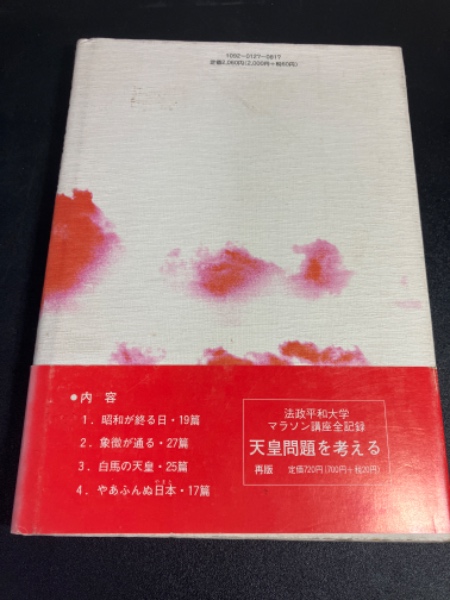 1092-0127-0817
定価2,060円(2,000円+税60円)
●内 容
1. 昭和が終る日・19篇
2. 象徴が通る・27篇
3. 白馬の天皇・25篇
4. やあふんぬ日本・17篇
法政平和大学
マラソン講座全記録
天皇問題を考える
再版 定価720円(700円+税20円)